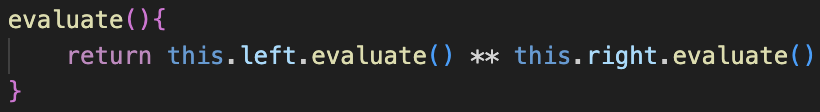 evaluate(){
return this.left.evaluate() ** this.right.evaluate()
}